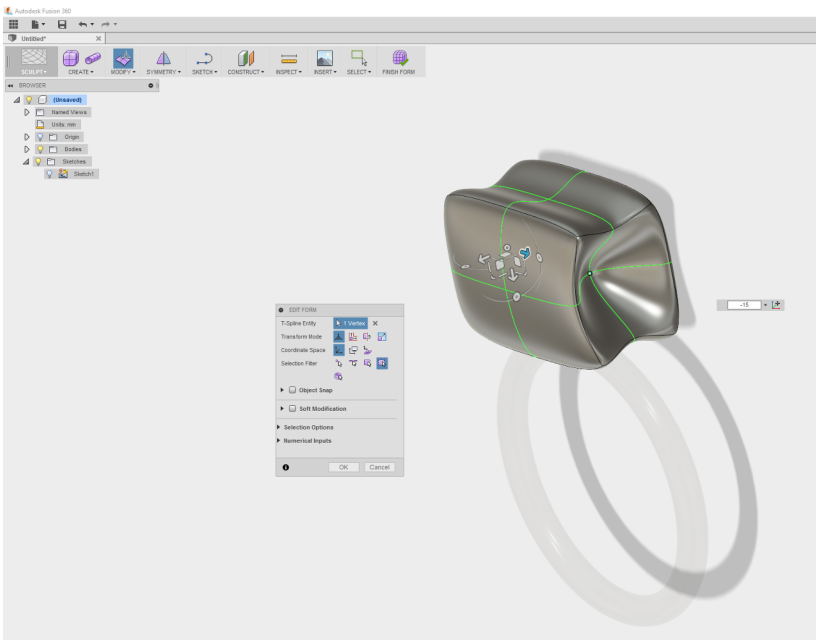 Autodesk Fusion 360
Untitled*
SCULPT CREATE MODIFY SYMMETRY SKETCH CONSTRUCT INSPECT INSERT SELECT FINISH FORM
BROWSER
(Unsaved)
Named Views
Units: mm
Origin
Bodies
Sketches
Sketch1
-15
EDIT FORM
T-Spline Entity 1 Vertex
Transform Mode
Coordinate Space
Selection Filter
Object Snap
Soft Modification
Selection Options
Numerical Inputs
OK Cancel